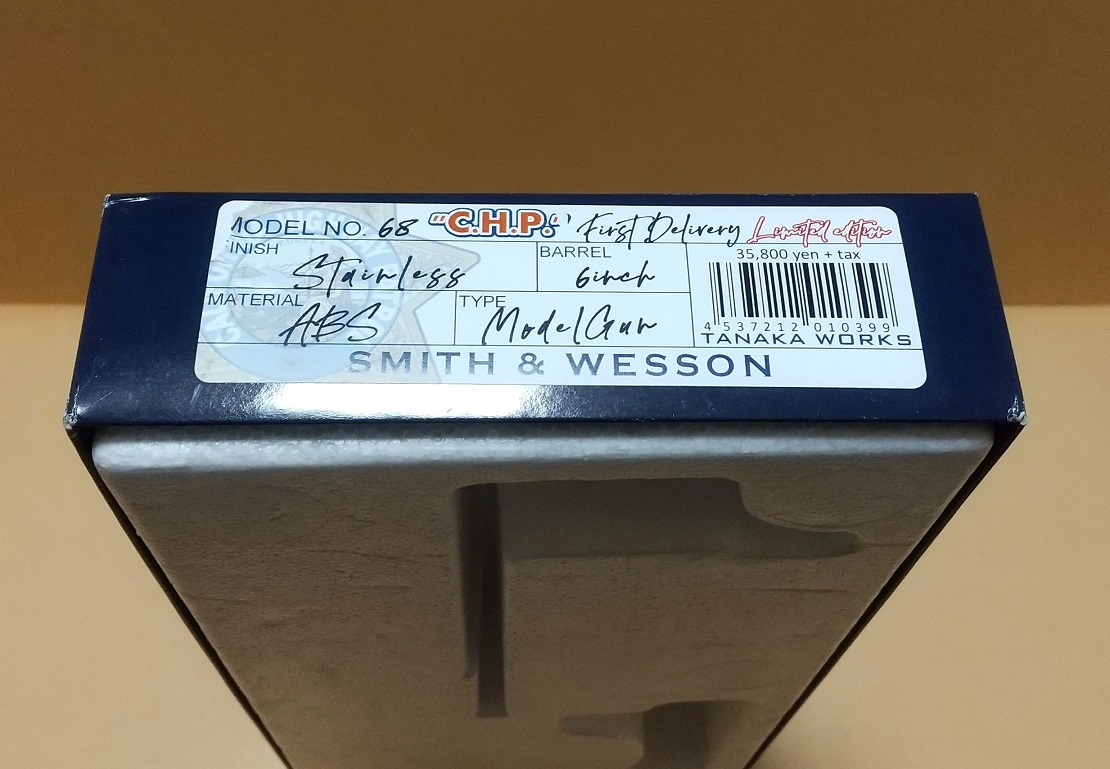 MODEL NO. 68 "C.H.P." First Delivery Limited edition
FINISH Stainless BARREL 6inch 35,800 yen + tax
MATERIAL ABS TYPE ModelGun 4 537212 010399
TANAKA WORKS
SMITH & WESSON